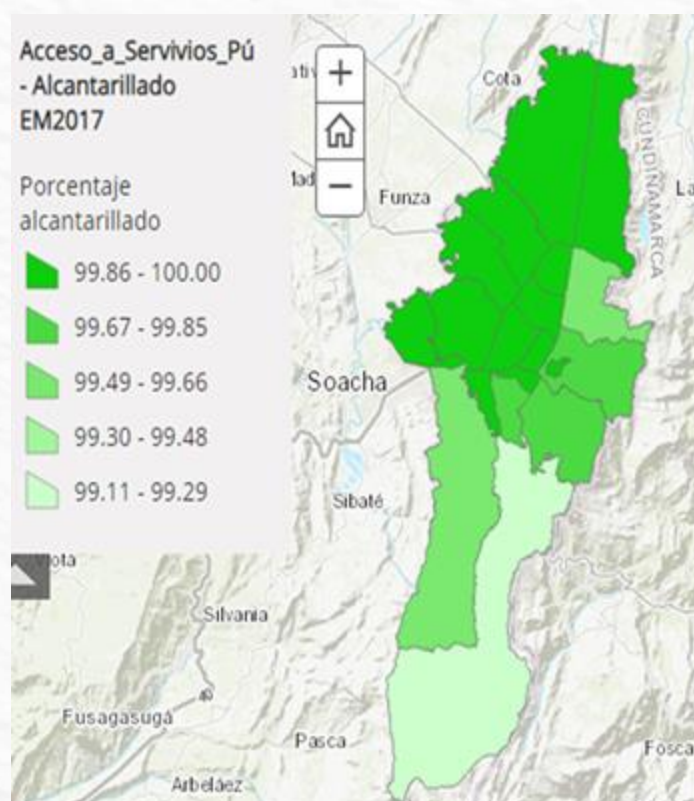 Acceso_a_Servivios_Pú
- Alcantarillado
EM2017
Porcentaje
alcantarillado
99.86 - 100.00
99.67 - 99.85
99.49 - 99.66
99.30 - 99.48
99.11 - 99.29
+
−
Cota
Funza
CUNDINAMARCA
Soacha
Sibaté
Silvania
40
Fusagasugá
Pasca
Arbeláez
Fosca